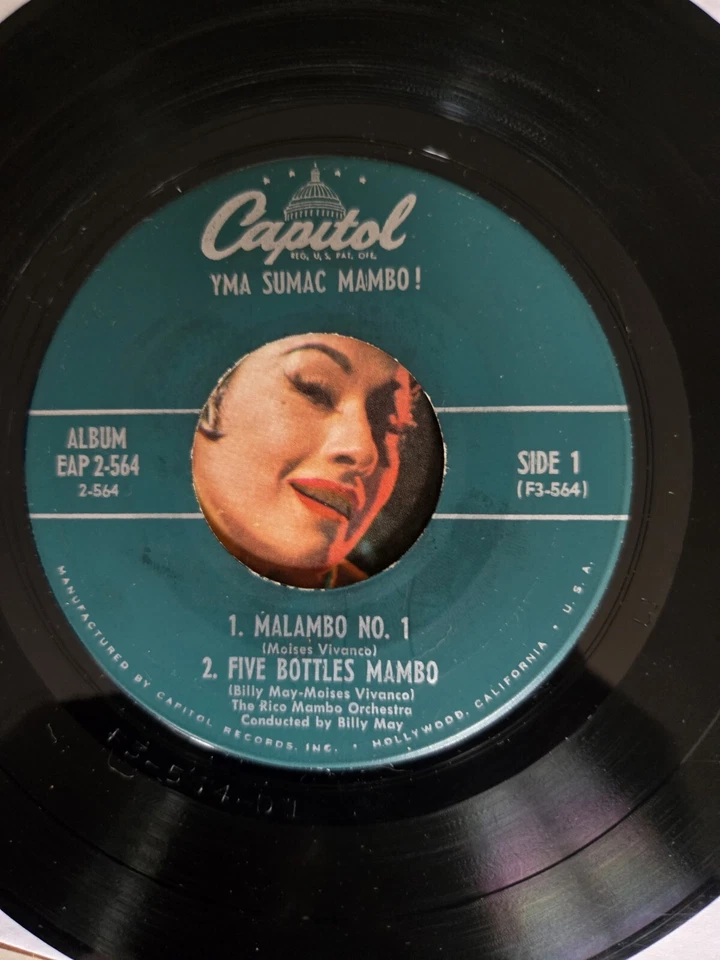 Capitol
REG. U.S. PAT. OFF.
YMA SUMAC MAMBO!
ALBUM
EAP 2-564
2-564
SIDE 1
(F3-564)
1. MALAMBO NO. 1
(Moises Vivanco)
2. FIVE BOTTLES MAMBO
(Billy May-Moises Vivanco)
The Rico Mambo Orchestra
Conducted by Billy May
MANUFACTURED BY CAPITOL RECORDS, INC. • HOLLYWOOD, CALIFORNIA • U.S.A.